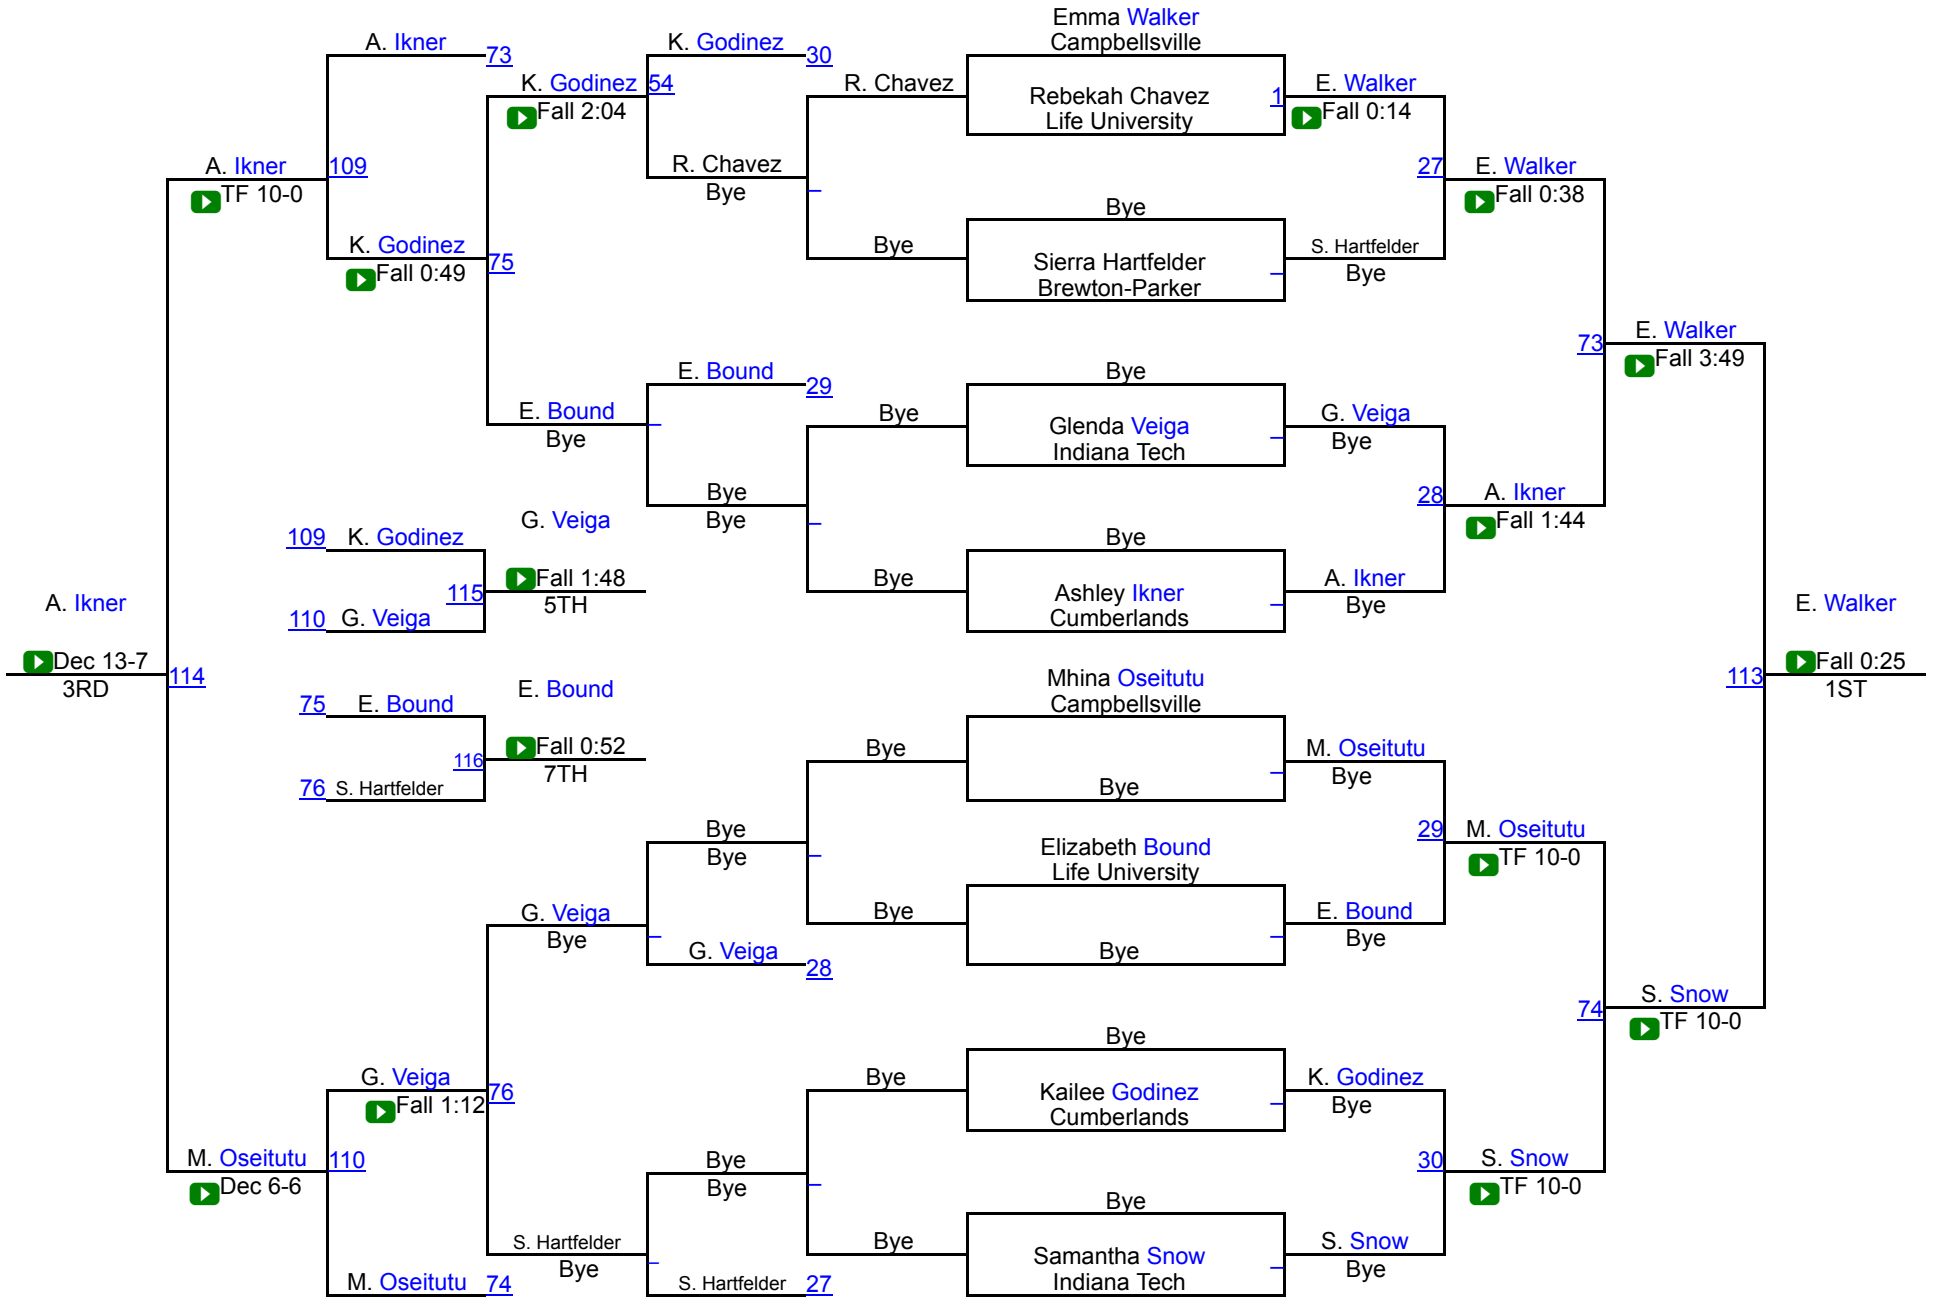 Emma Walker
Campbellsville
A. Ikner
73
K. Godinez
30
K. Godinez
54
Fall 2:04
R. Chavez
Rebekah Chavez
Life University
1
E. Walker
Fall 0:14
A. Ikner
109
TF 10-0
R. Chavez
Bye
27
E. Walker
Fall 0:38
Bye
K. Godinez
75
Fall 0:49
Bye
Sierra Hartfelder
Brewton-Parker
S. Hartfelder
Bye
73
E. Walker
Fall 3:49
E. Bound
29
Bye
E. Bound
Bye
Bye
Glenda Veiga
Indiana Tech
G. Veiga
Bye
Bye
Bye
28
A. Ikner
Fall 1:44
G. Veiga
109
K. Godinez
Bye
Fall 1:48
115
5TH
Bye
Ashley Ikner
Cumberlands
A. Ikner
Bye
110
G. Veiga
A. Ikner
Dec 13-7
3RD
114
E. Walker
Fall 0:25
113
1ST
75
E. Bound
E. Bound
Mhina Oseitutu
Campbellsville
Fall 0:52
116
7TH
Bye
M. Oseitutu
Bye
76
S. Hartfelder
Bye
Bye
Bye
Elizabeth Bound
Life University
29
M. Oseitutu
TF 10-0
G. Veiga
Bye
G. Veiga
28
Bye
Bye
E. Bound
Bye
74
S. Snow
TF 10-0
Bye
G. Veiga
76
Fall 1:12
Bye
Kailee Godinez
Cumberlands
K. Godinez
Bye
M. Oseitutu
110
Dec 6-6
Bye
Bye
30
S. Snow
TF 10-0
Bye
S. Hartfelder
Bye
Bye
Samantha Snow
Indiana Tech
S. Snow
Bye
M. Oseitutu
74
S. Hartfelder
27